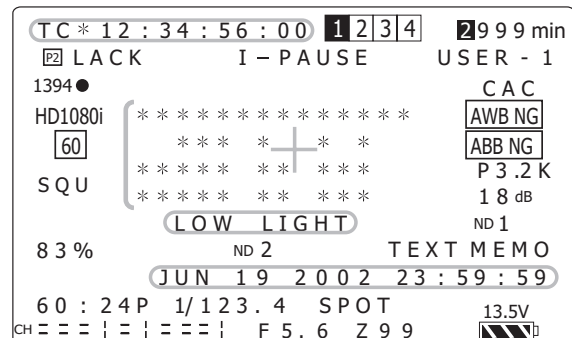 TC * 12 : 34 : 56 : 00 1 2 3 4 2 999 min
P2 LACK I – PAUSE USER - 1
1394 ● CAC
HD1080i * * * * * * * * * * * * * AWB NG
60 * * * * * * ABB NG
* * * * * * * * * * P 3.2K
SQU * * * * * * * * * * 18 dB
LOW LIGHT ND 1
83% ND 2 TEXT MEMO
JUN 19 2002 23 : 59 : 59
60 : 24P 1/123.4 SPOT 13.5V
CH F5.6 Z99